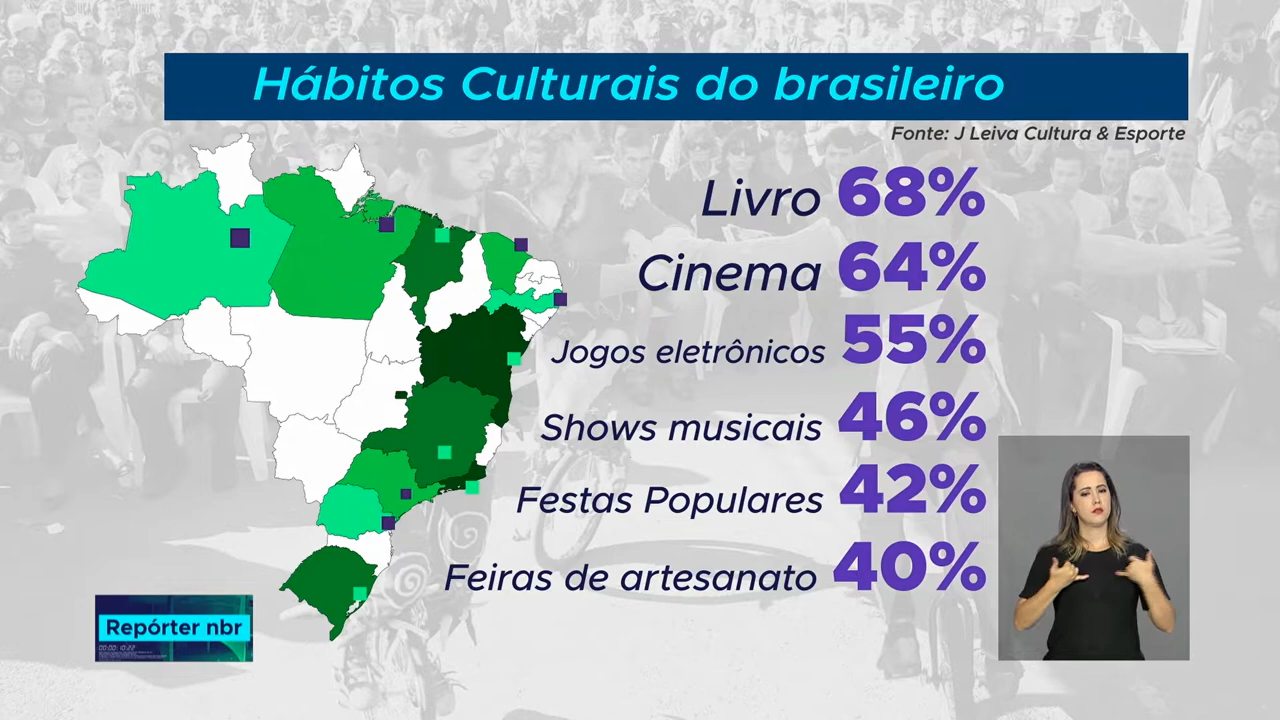 Hábitos Culturais do brasileiro
Fonte: J Leiva Cultura & Esporte
Livro 68%
Cinema 64%
Jogos eletrônicos 55%
Shows musicais 46%
Festas Populares 42%
Feiras de artesanato 40%
Repórter nbr